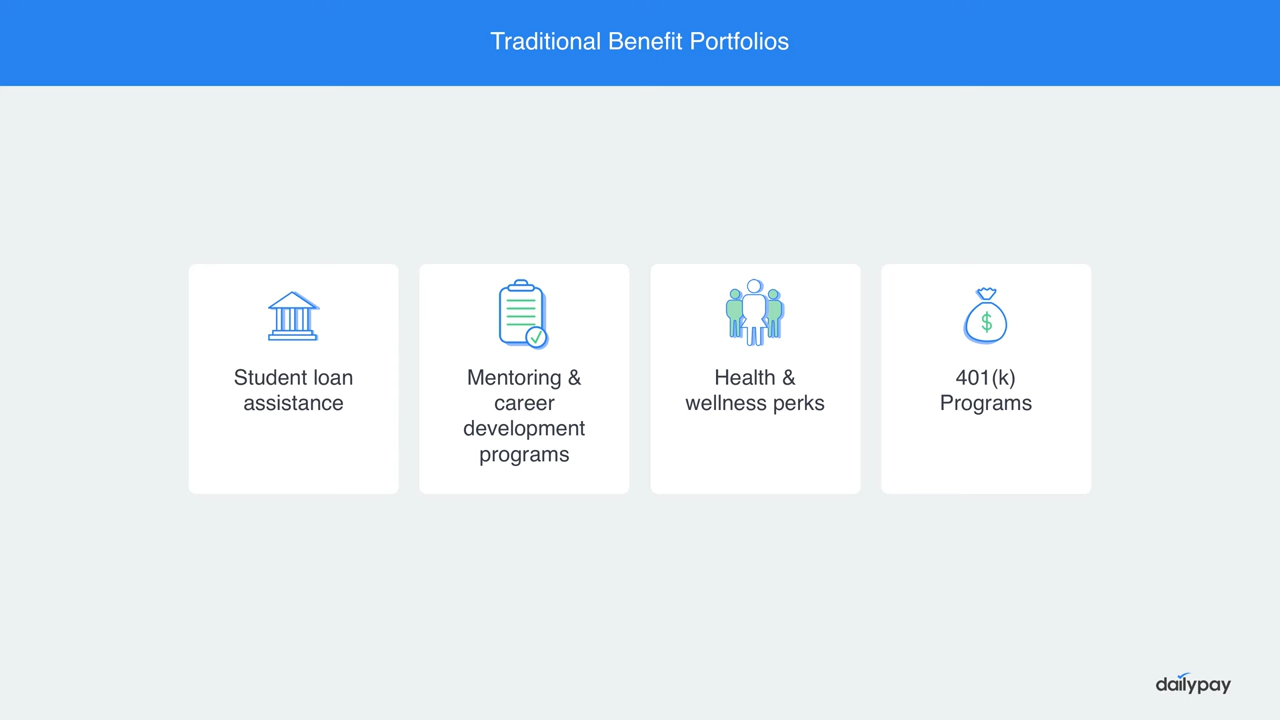 Traditional Benefit Portfolios
Student loan
assistance
Mentoring &
career
development
programs
Health &
wellness perks
$
401(k)
Programs
dailypay